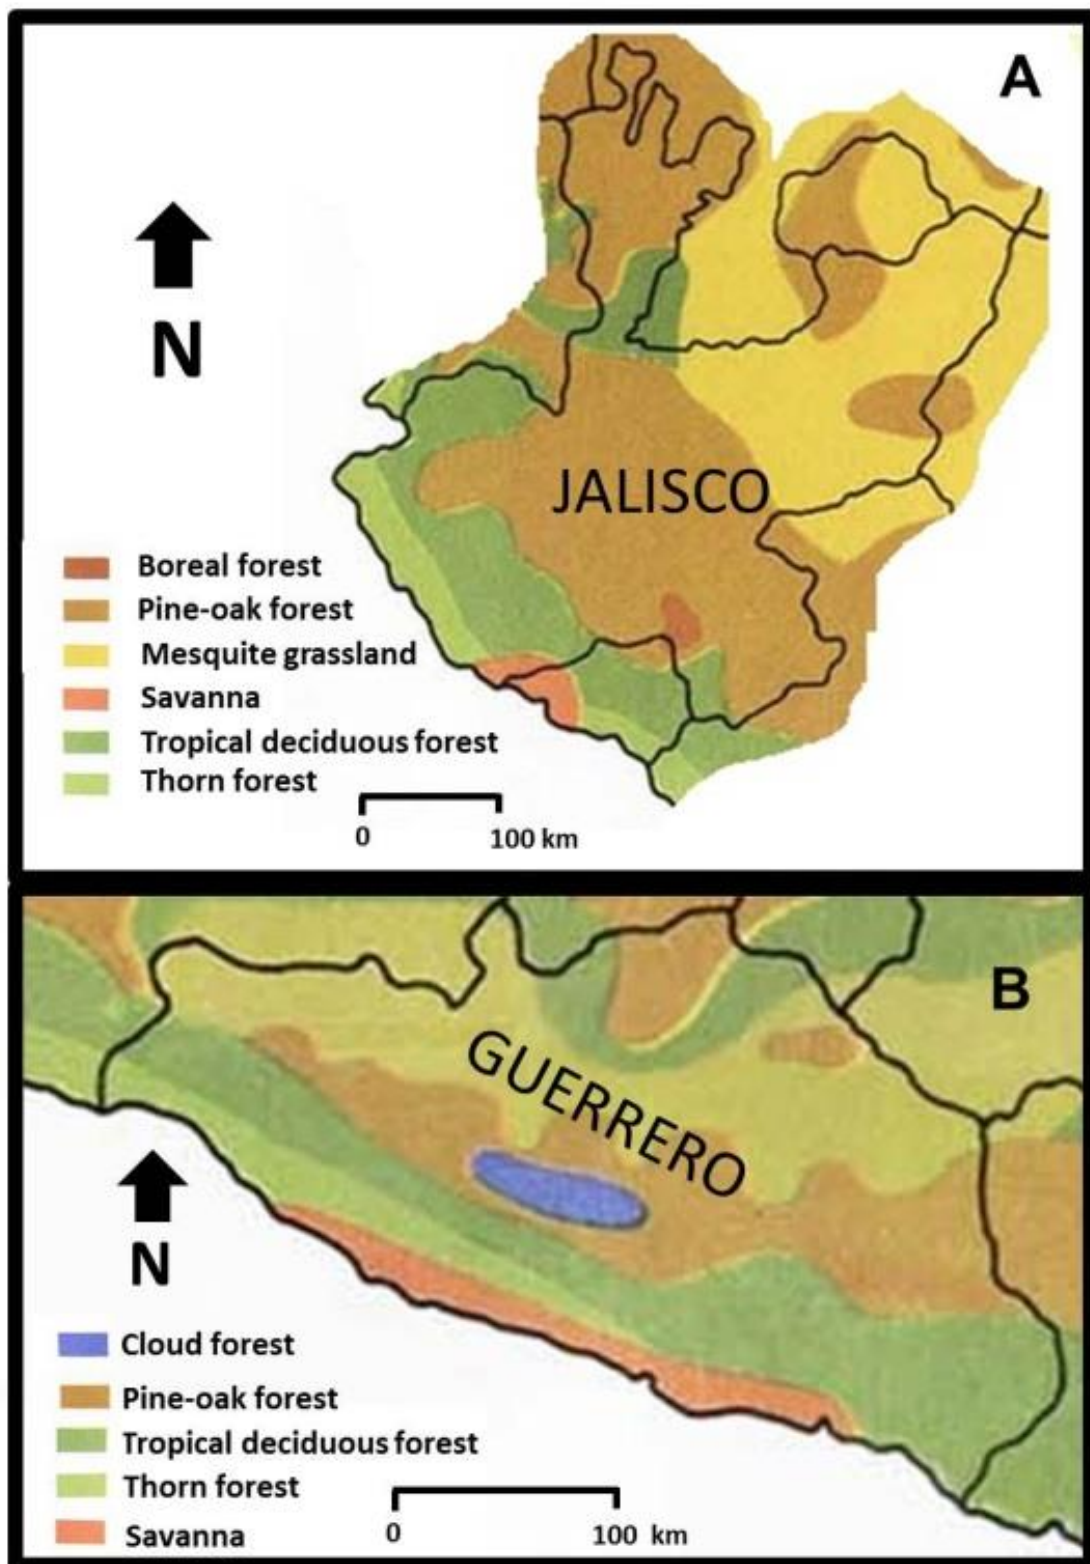 A
N
JALISCO
Boreal forest
Pine-oak forest
Mesquite grassland
Savanna
Tropical deciduous forest
Thorn forest
0 100 km
B
GUERRERO
N
Cloud forest
Pine-oak forest
Tropical deciduous forest
Thorn forest
Savanna
0 100 km